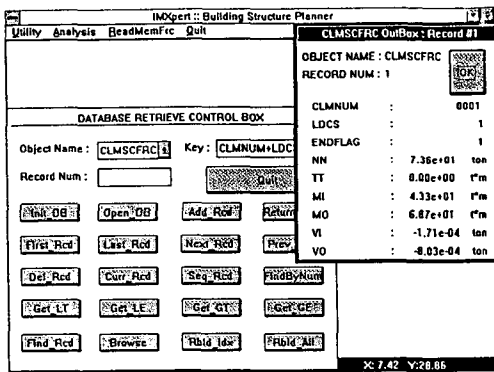 IMXpert :: Building Structure Planner
Utility Analysis ReadMemFrc Quit
DATABASE RETRIEVE CONTROL BOX
Object Name : CLMSCFRC Key : CLMNUM+LDC
Record Num : Quit
Init_DB Open_DB Add_Rcd Return
First_Rcd Last_Rcd Next_Rcd Prev
Del_Rcd Curr_Rcd Seq_Rcd FindByNum
Get_LT Get_LE Get_GT Get_GE
Find_Rcd Browse Rbld_Idx Rbld_All
CLMSCFRC OutBox : Record #1
OBJECT NAME : CLMSCFRC
RECORD NUM : 1
OK
CLMNUM : 0001
LDCS : 1
ENDFLAG : 1
NN : 7.36e+01 ton
TT : 0.00e+00 t*m
MI : 4.33e+01 t*m
MO : 6.87e+01 t*m
VI : -1.71e-04 ton
VO : -8.03e-04 ton
X: 7.42 Y:28.86